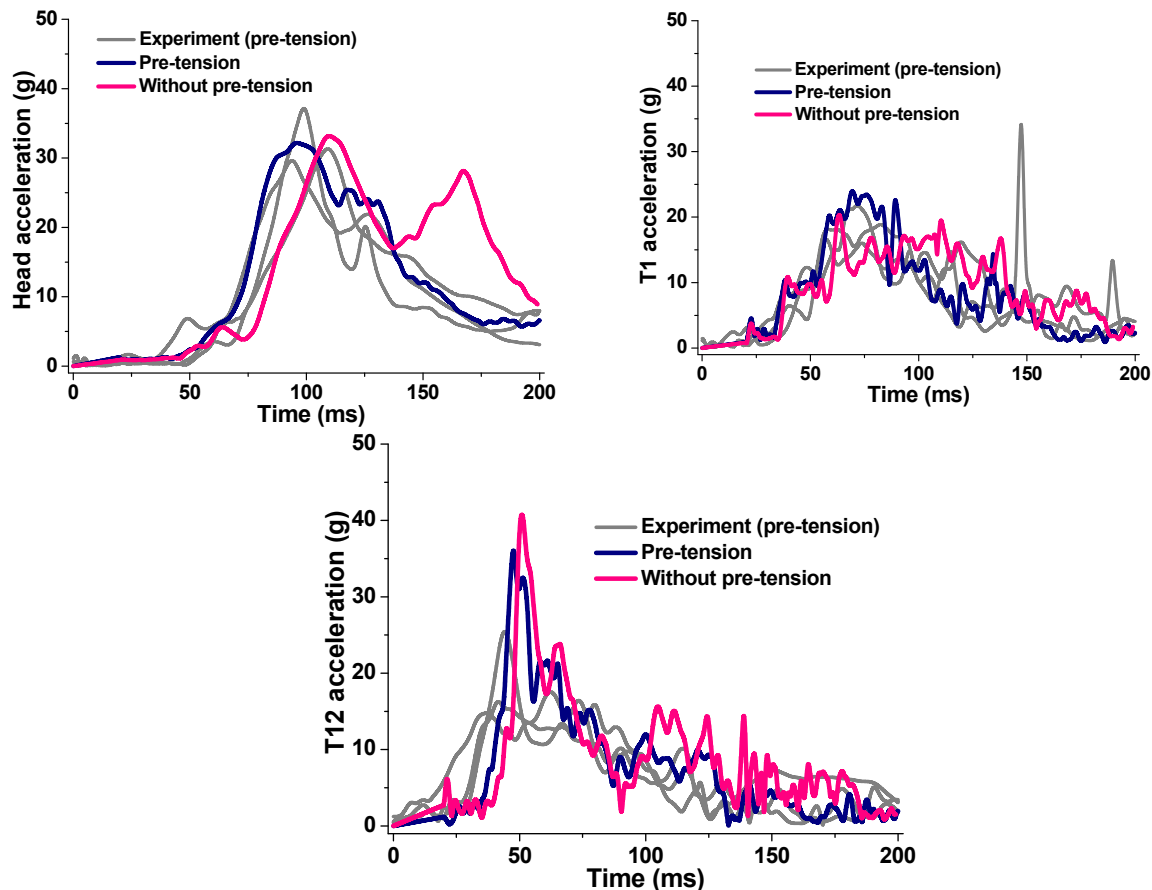 50
40
30
20
10
0
Head acceleration (g)
Experiment (pre-tension)
Pre-tension
Without pre-tension
0 50 100 150 200
Time (ms)
50
40
30
20
10
0
T1 acceleration (g)
Experiment (pre-tension)
Pre-tension
Without pre-tension
0 50 100 150 200
Time (ms)
50
40
30
20
10
0
T12 acceleration (g)
Experiment (pre-tension)
Pre-tension
Without pre-tension
0 50 100 150 200
Time (ms)